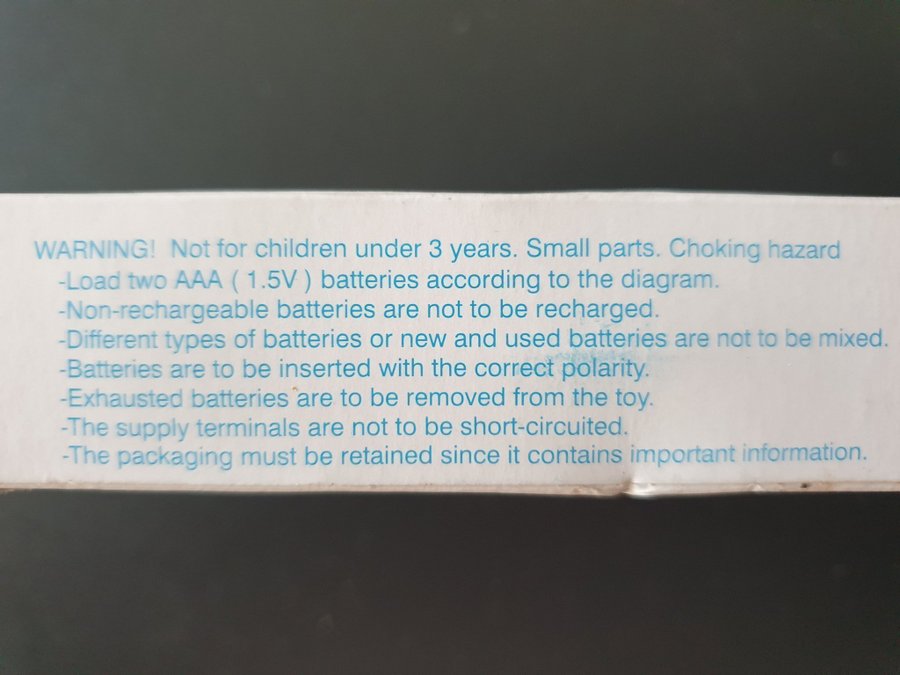 WARNING! Not for children under 3 years. Small parts. Choking hazard
-Load two AAA ( 1.5V ) batteries according to the diagram.
-Non-rechargeable batteries are not to be recharged.
-Different types of batteries or new and used batteries are not to be mixed.
-Batteries are to be inserted with the correct polarity.
-Exhausted batteries are to be removed from the toy.
-The supply terminals are not to be short-circuited.
-The packaging must be retained since it contains important information.